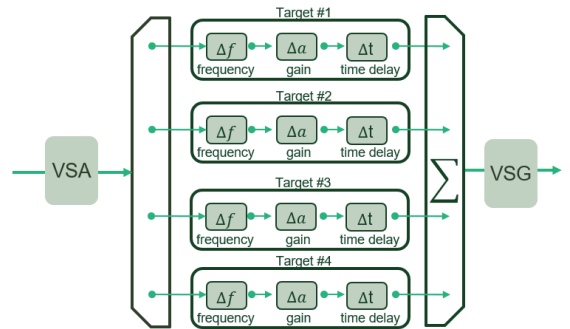 Target #1
Δf Δa Δt
frequency gain time delay
Target #2
Δf Δa Δt
frequency gain time delay
VSA
Σ
VSG
Target #3
Δf Δa Δt
frequency gain time delay
Target #4
Δf Δa Δt
frequency gain time delay